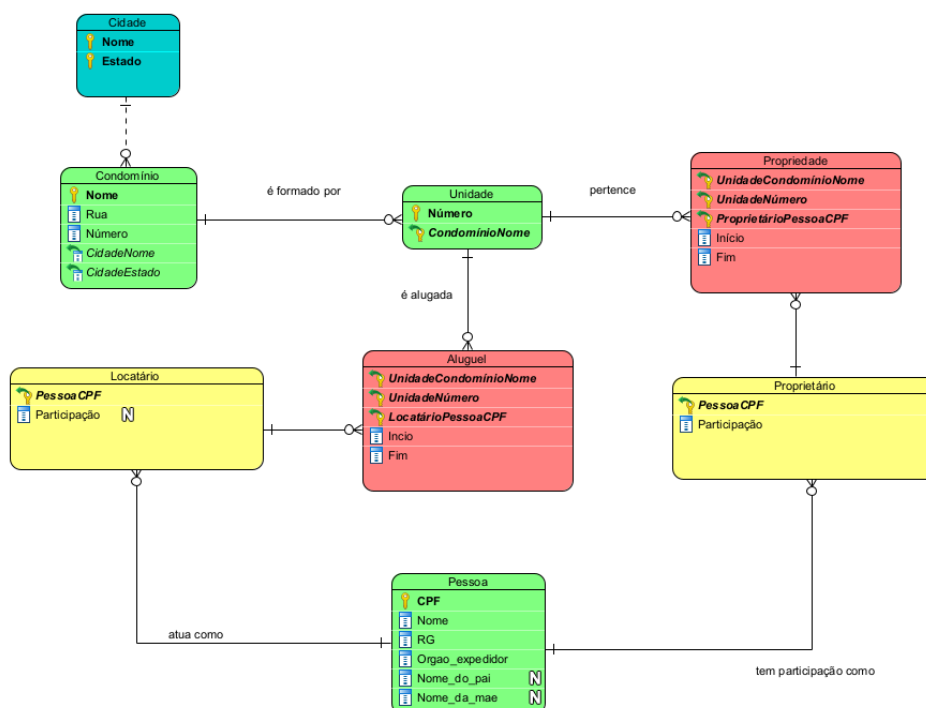 Cidade
Nome
Estado
Condomínio
Nome
Rua
Número
CidadeNome
CidadeEstado
é formado por
Unidade
Número
CondomínioNome
pertence
Propriedade
UnidadeCondomínioNome
UnidadeNúmero
ProprietárioPessoaCPF
Início
Fim
é alugada
Locatário
PessoaCPF
Participação N
Aluguel
UnidadeCondomínioNome
UnidadeNúmero
LocatárioPessoaCPF
Incio
Fim
Proprietário
PessoaCPF
Participação
Pessoa
CPF
Nome
RG
Orgao_expedidor
Nome_do_pai N
Nome_da_mae N
atua como
tem participação como